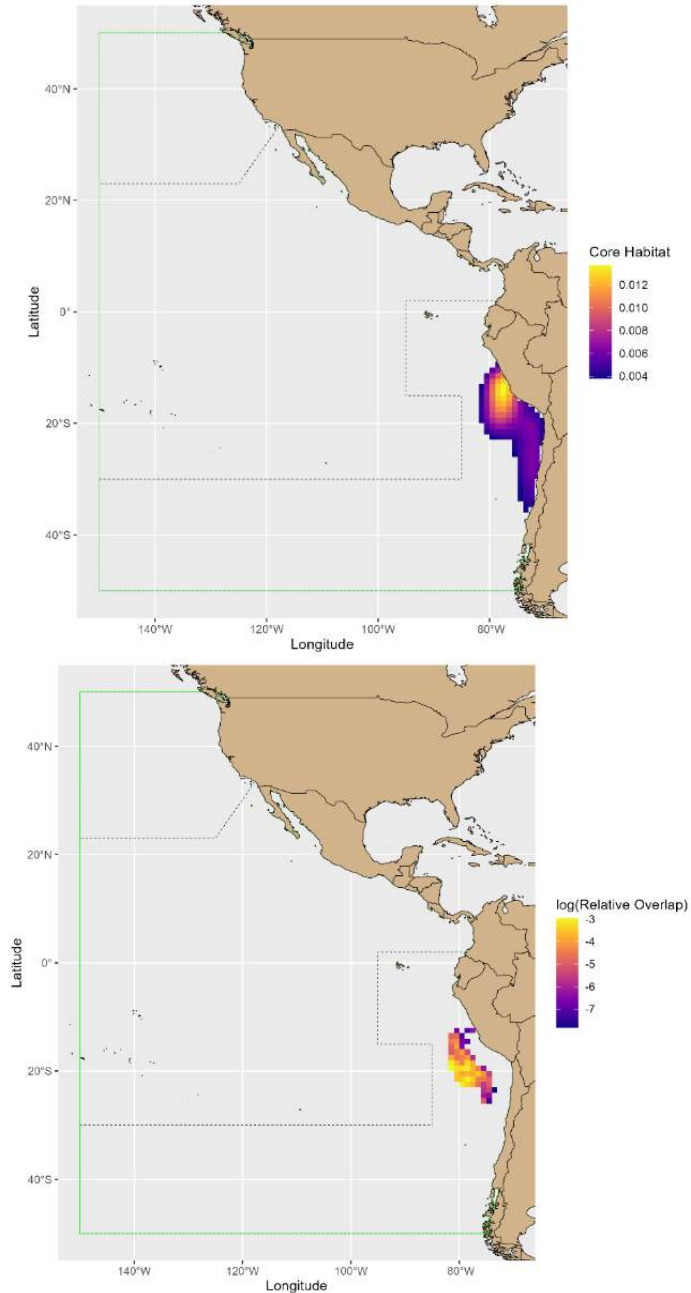 40°N
20°N
0°
20°S
40°S
Latitude
140°W
120°W
100°W
80°W
Longitude
Core Habitat
0.012
0.010
0.008
0.006
0.004
40°N
20°N
0°
20°S
40°S
Latitude
140°W
120°W
100°W
80°W
Longitude
log(Relative Overlap)
-3
-4
-5
-6
-7